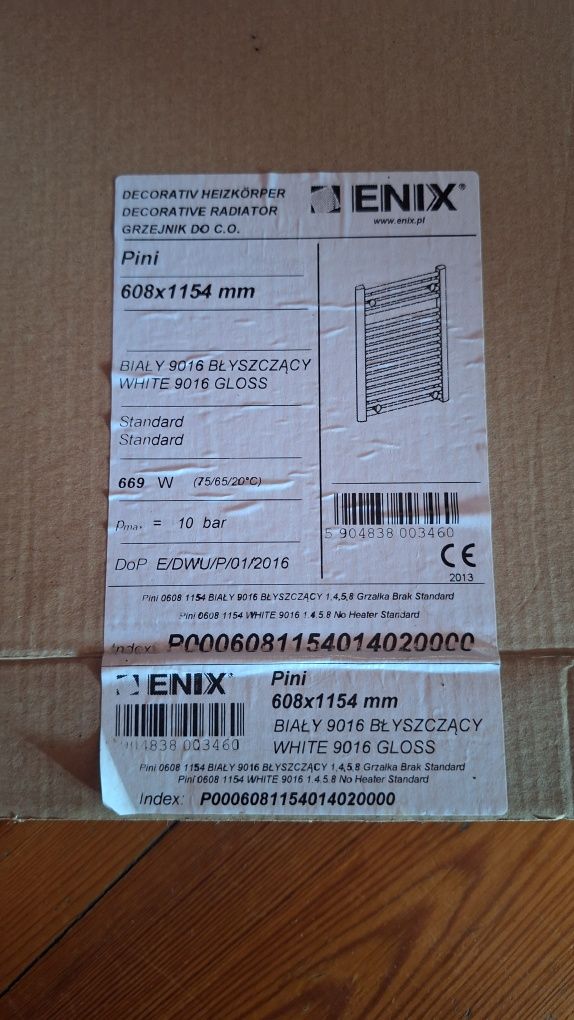 DECORATIV HEIZKÖRPER
DECORATIVE RADIATOR
GRZEJNIK DO C.O.
ENIX®
www.enix.pl
Pini
608x1154 mm
BIAŁY 9016 BŁYSZCZĄCY
WHITE 9016 GLOSS
Standard
Standard
669 W (75/65/20°C)
pmax = 10 bar
DoP E/DWU/P/01/2016
5 904838 003460
CE
2013
Pini 0608 1154 BIAŁY 9016 BŁYSZCZĄCY 1,4,5,8 Grzałka Brak Standard
Pini 0608 1154 WHITE 9016 1.4.5.8 No Heater Standard
Index: P0006081154014020000
ENIX®
904838 003460
Pini
608x1154 mm
BIAŁY 9016 BŁYSZCZĄCY
WHITE 9016 GLOSS
Pini 0608 1154 BIAŁY 9016 BŁYSZCZĄCY 1,4,5,8 Grzałka Brak Standard
Pini 0608 1154 WHITE 9016 1.4.5.8 No Heater Standard
Index: P0006081154014020000